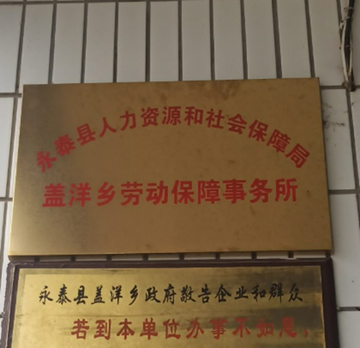 永泰县人力资源和社会保障局
盖洋乡劳动保障事务所
永泰县盖洋乡政府敬告企业和群众
若到本单位办事不如意，